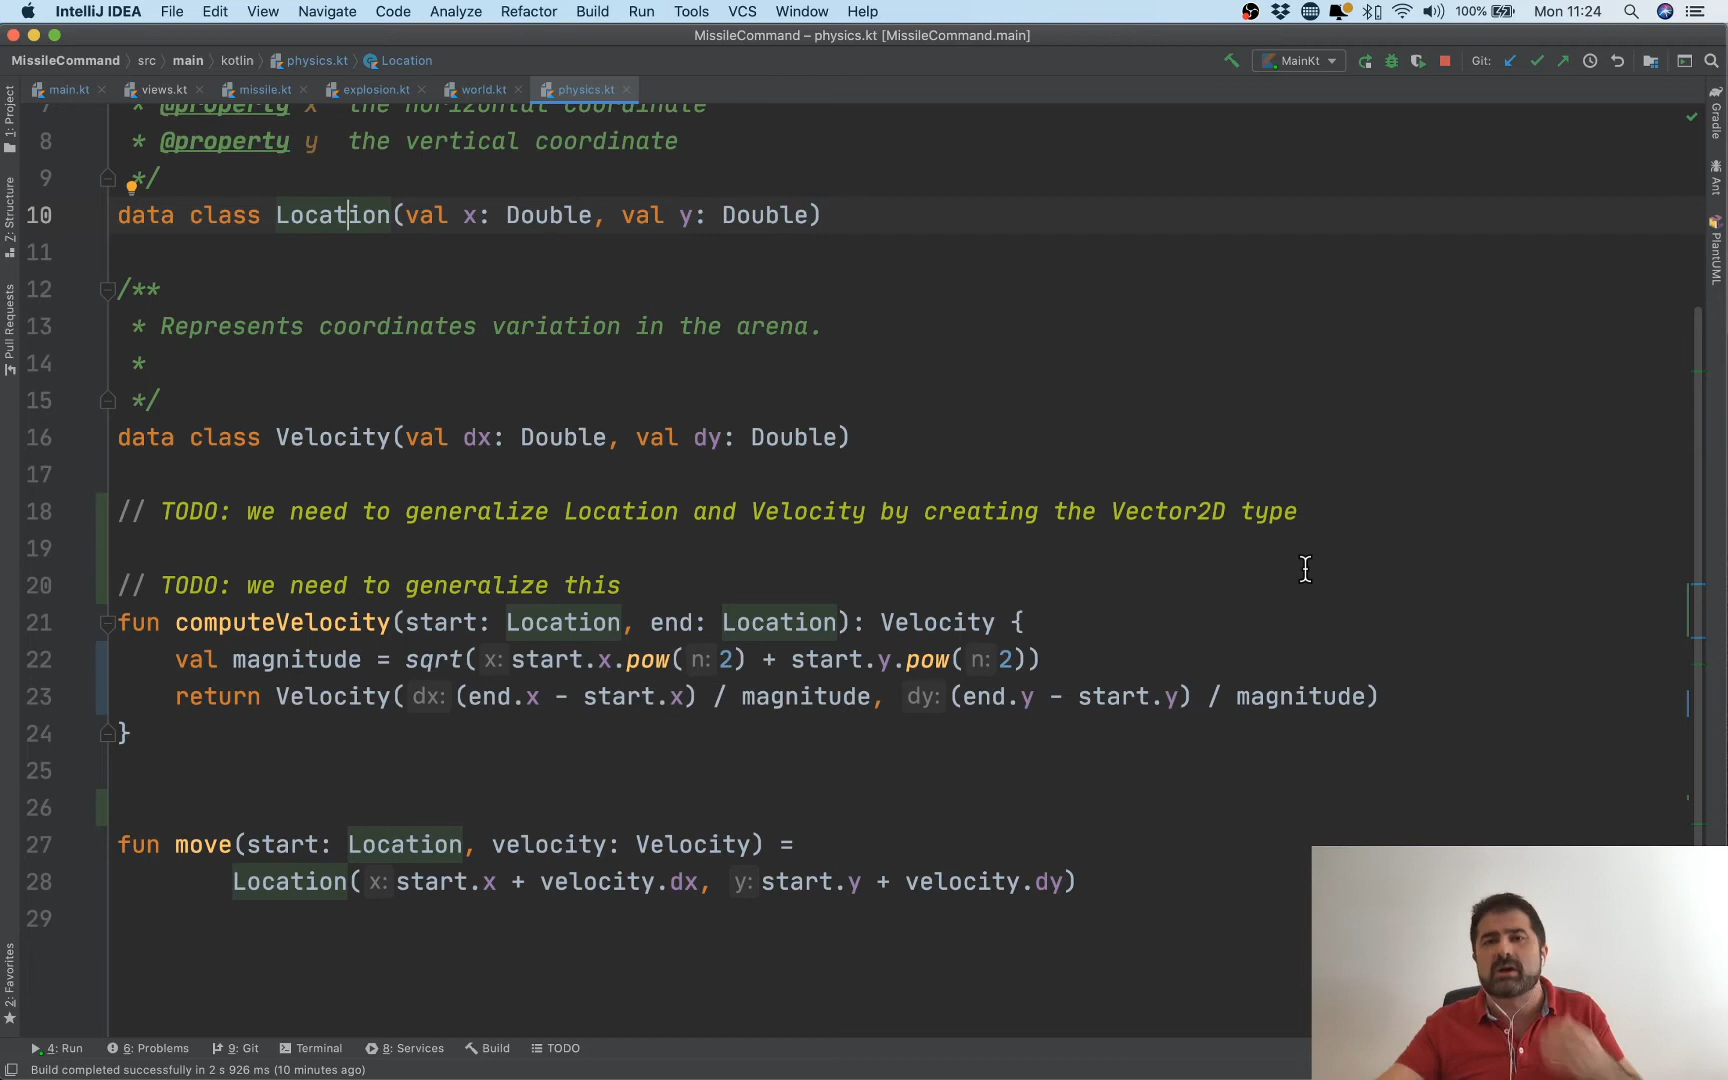 IntelliJ IDEA File Edit View Navigate Code Analyze Refactor Build Run Tools VCS Window Help 100% Mon 11:24
MissileCommand – physics.kt [MissileCommand.main]
MissileCommand src main kotlin physics.kt Location MainKt Git:
main.kt views.kt missile.kt explosion.kt world.kt physics.kt
1: Project
7: Structure
Pull Requests
2: Favorites
Gradle
Ant
PlantUML
7 * @property x the horizontal coordinate
8 * @property y the vertical coordinate
9 */
10 data class Location(val x: Double, val y: Double)
11
12 /**
13 * Represents coordinates variation in the arena.
14 *
15 */
16 data class Velocity(val dx: Double, val dy: Double)
17
18 // TODO: we need to generalize Location and Velocity by creating the Vector2D type
19
20 // TODO: we need to generalize this
21 fun computeVelocity(start: Location, end: Location): Velocity {
22 val magnitude = sqrt( x: start.x.pow( n: 2) + start.y.pow( n: 2))
23 return Velocity( dx: (end.x - start.x) / magnitude, dy: (end.y - start.y) / magnitude)
24 }
25
26
27 fun move(start: Location, velocity: Velocity) =
28 Location( x: start.x + velocity.dx, y: start.y + velocity.dy)
29
4: Run 6: Problems 9: Git Terminal 8: Services Build TODO
Build completed successfully in 2 s 926 ms (10 minutes ago)